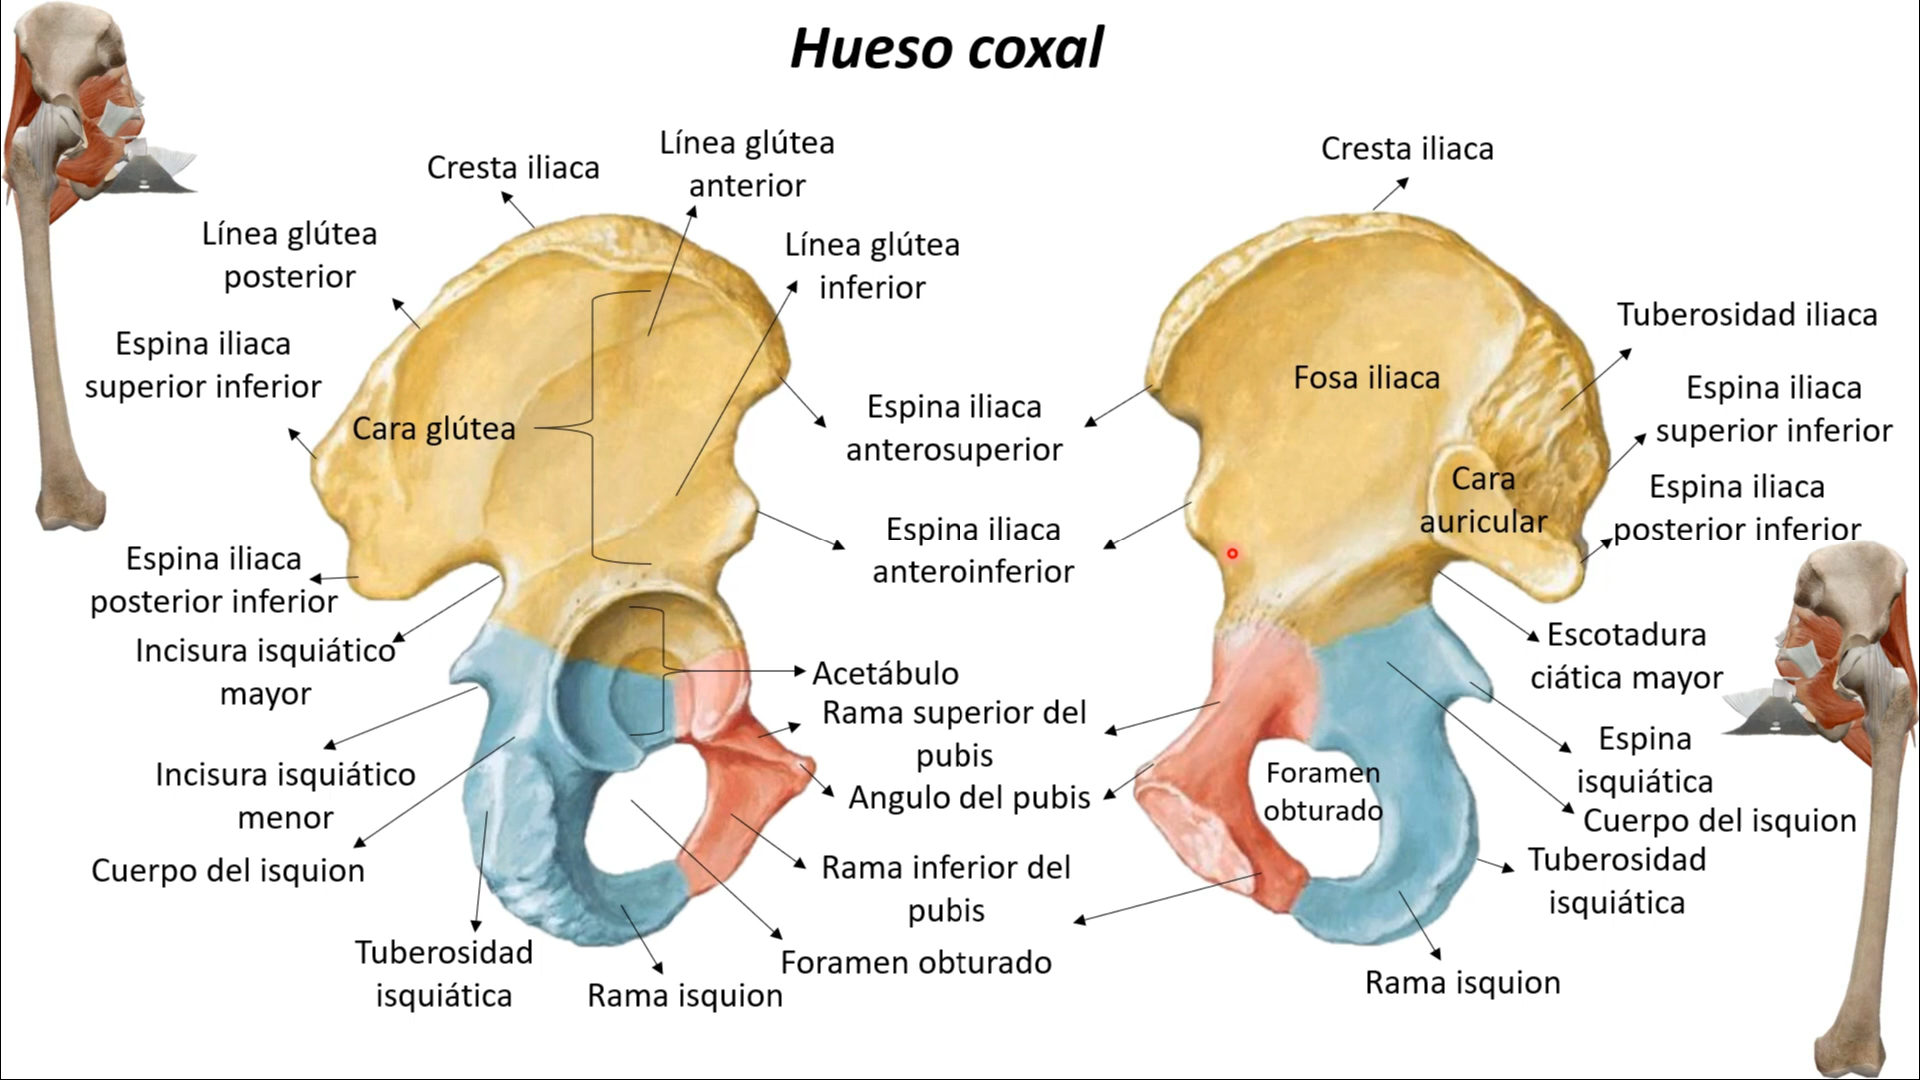 Hueso coxal
Cresta iliaca
Línea glútea
anterior
Línea glútea
posterior
Línea glútea
inferior
Espina iliaca
superior inferior
Cara glútea
Espina iliaca
anterosuperior
Espina iliaca
anteroinferior
Espina iliaca
posterior inferior
Incisura isquiático
mayor
Acetábulo
Rama superior del
pubis
Incisura isquiático
menor
Angulo del pubis
Cuerpo del isquion
Rama inferior del
pubis
Tuberosidad
isquiática
Rama isquion
Foramen obturado
Cresta iliaca
Tuberosidad iliaca
Fosa iliaca
Espina iliaca
superior inferior
Cara
auricular
Espina iliaca
posterior inferior
Escotadura
ciática mayor
Espina
isquiática
Foramen
obturado
Cuerpo del isquion
Tuberosidad
isquiática
Rama isquion